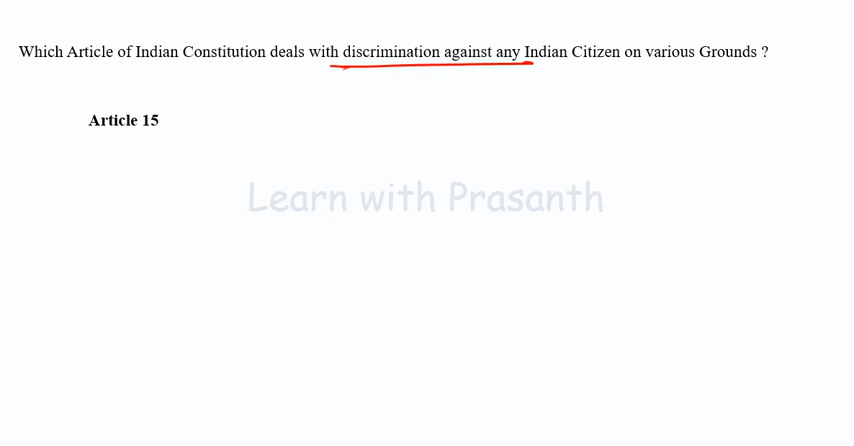 Which Article of Indian Constitution deals with discrimination against any Indian Citizen on various Grounds ?
Article 15
Learn with Prasanth